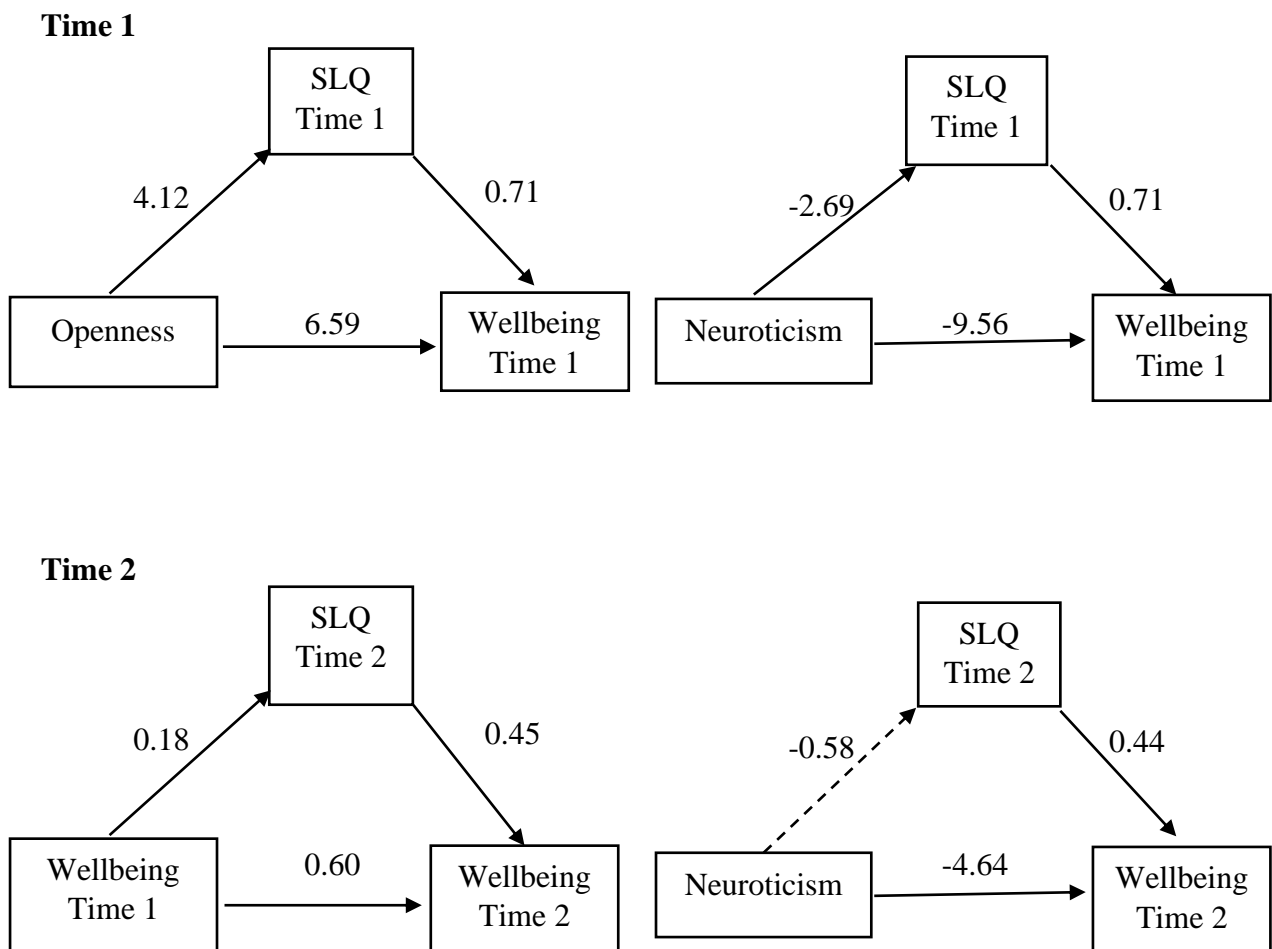 Time 1
SLQ
Time 1
4.12
0.71
Openness
6.59
Wellbeing
Time 1
SLQ
Time 1
-2.69
0.71
Neuroticism
-9.56
Wellbeing
Time 1
Time 2
SLQ
Time 2
0.18
0.45
Wellbeing
Time 1
0.60
Wellbeing
Time 2
SLQ
Time 2
-0.58
0.44
Neuroticism
-4.64
Wellbeing
Time 2